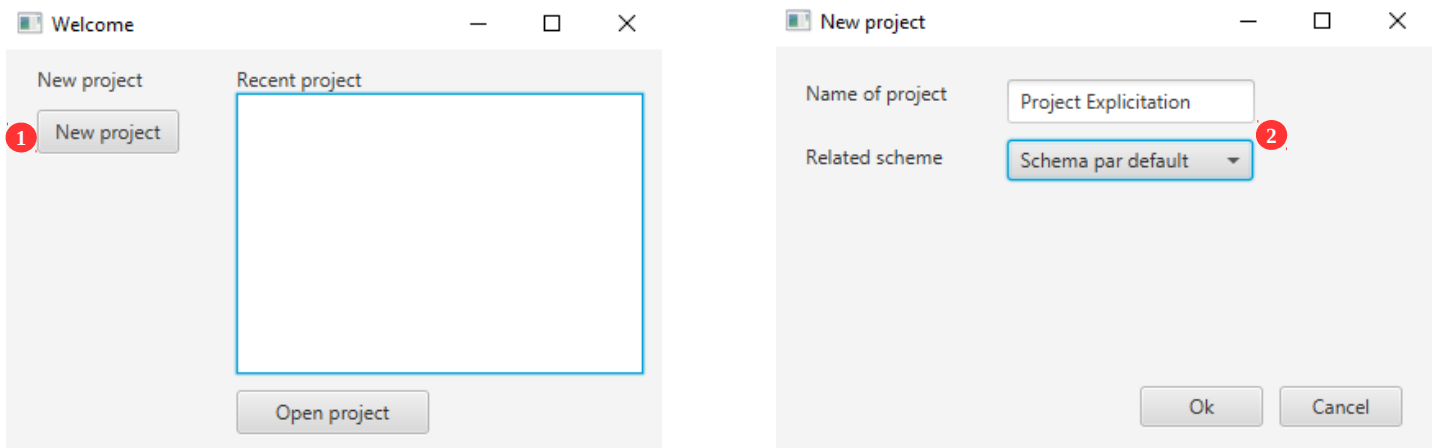 Welcome
New project
Recent project
1
New project
Open project
New project
Name of project
Project Explicitation
2
Related scheme
Schema par default
Ok
Cancel